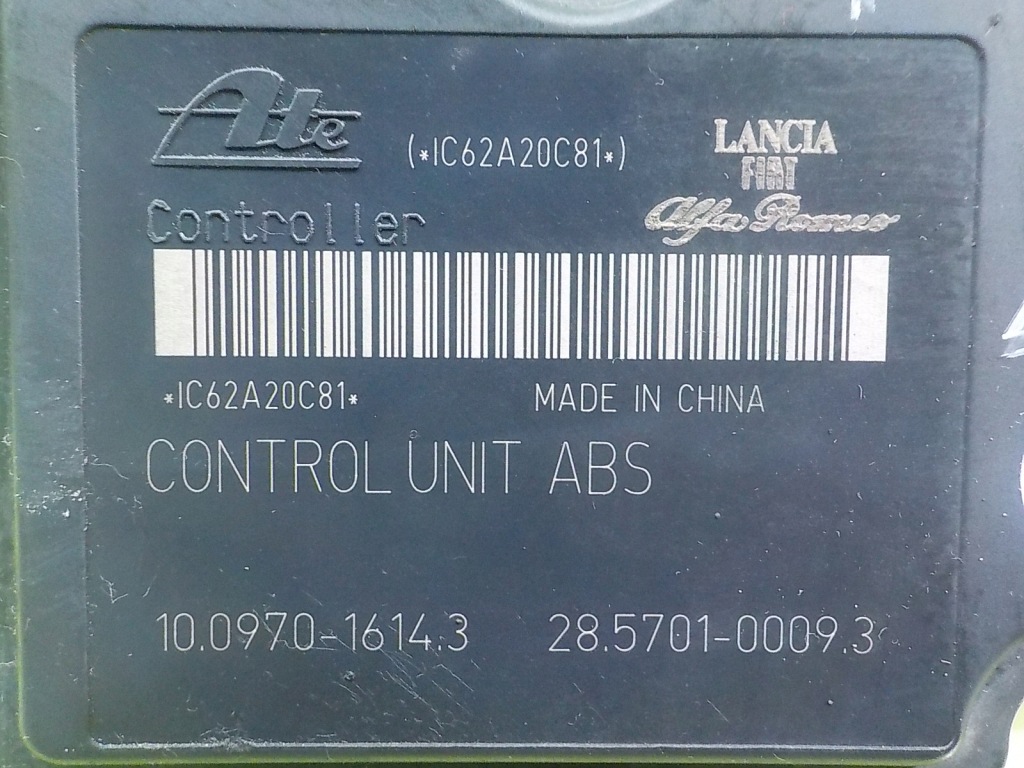 Ate (*IC62A20C81*) LANCIA
FIAT
Controller Alfa Romeo
*IC62A20C81* MADE IN CHINA
CONTROL UNIT ABS
10.0970-1614.3 28.5701-0009.3